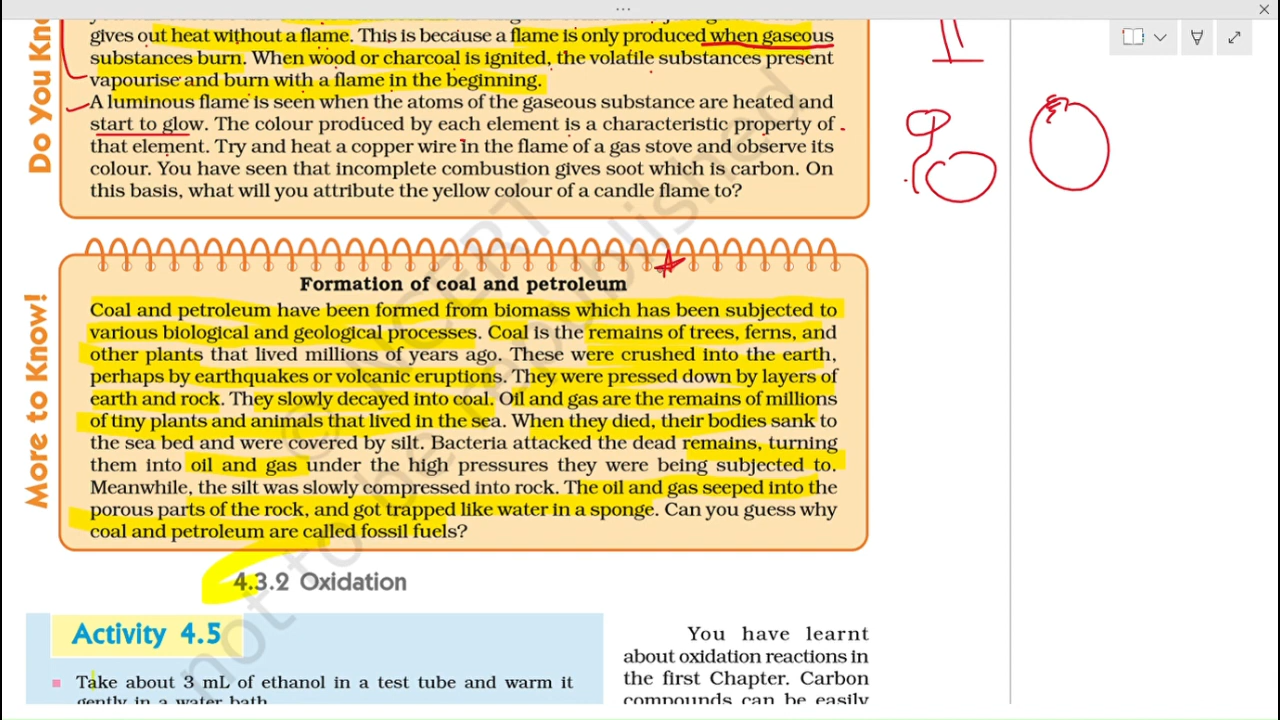 gives out heat without a flame. This is because a flame is only produced when gaseous
substances burn. When wood or charcoal is ignited, the volatile substances present
vapourise and burn with a flame in the beginning.
A luminous flame is seen when the atoms of the gaseous substance are heated and
start to glow. The colour produced by each element is a characteristic property of
that element. Try and heat a copper wire in the flame of a gas stove and observe its
colour. You have seen that incomplete combustion gives soot which is carbon. On
this basis, what will you attribute the yellow colour of a candle flame to?
Do You Kn
More to Know!
Formation of coal and petroleum
Coal and petroleum have been formed from biomass which has been subjected to
various biological and geological processes. Coal is the remains of trees, ferns, and
other plants that lived millions of years ago. These were crushed into the earth,
perhaps by earthquakes or volcanic eruptions. They were pressed down by layers of
earth and rock. They slowly decayed into coal. Oil and gas are the remains of millions
of tiny plants and animals that lived in the sea. When they died, their bodies sank to
the sea bed and were covered by silt. Bacteria attacked the dead remains, turning
them into oil and gas under the high pressures they were being subjected to.
Meanwhile, the silt was slowly compressed into rock. The oil and gas seeped into the
porous parts of the rock, and got trapped like water in a sponge. Can you guess why
coal and petroleum are called fossil fuels?
© NCERT
not to be republished
4.3.2 Oxidation
Activity 4.5
Take about 3 mL of ethanol in a test tube and warm it
gently in a water bath.
You have learnt
about oxidation reactions in
the first Chapter. Carbon
compounds can be easily